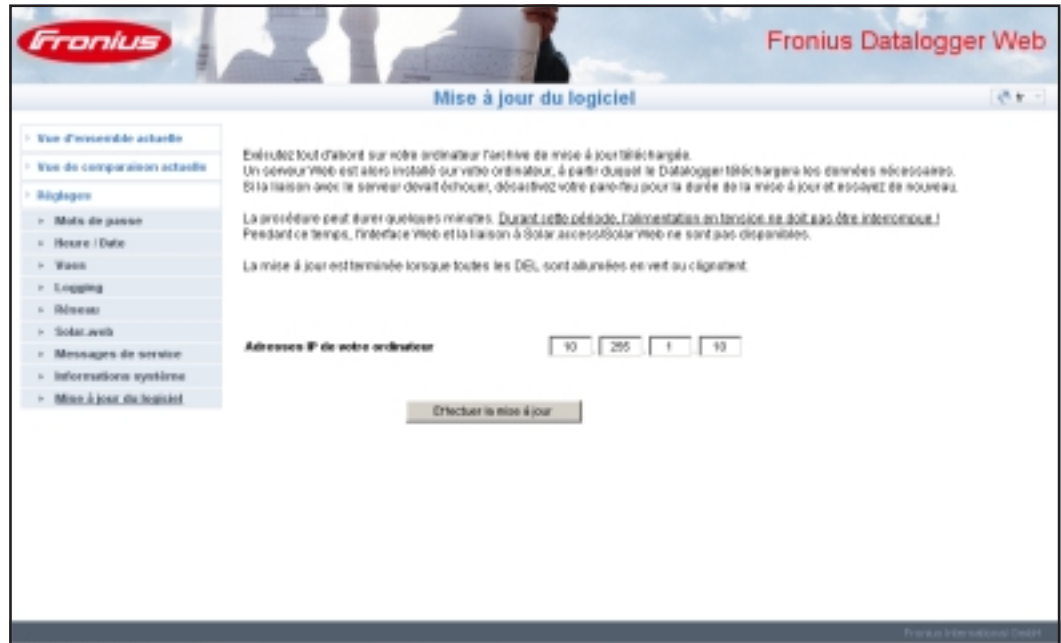 Fronius
Fronius Datalogger Web
Mise à jour du logiciel
fr
Vue d'ensemble actuelle
Vue de comparaison actuelle
Réglages
Mots de passe
Heure / Date
Vues
Logging
Réseau
Solar.web
Messages de service
Informations système
Mise à jour du logiciel
Exécutez tout d'abord sur votre ordinateur l'archive de mise à jour téléchargée.
Un serveur Web est alors installé sur votre ordinateur, à partir duquel le Datalogger téléchargera les données nécessaires.
Si la liaison avec le serveur devait échouer, désactivez votre pare-feu pour la durée de la mise à jour et essayez de nouveau.
La procédure peut durer quelques minutes. Durant cette période, l'alimentation en tension ne doit pas être interrompue !
Pendant ce temps, l'interface Web et la liaison à Solar.access/Solar.Web ne sont pas disponibles.
La mise à jour est terminée lorsque toutes les DEL sont allumées en vert ou clignotent.
Adresses IP de votre ordinateur 10 . 255 . 1 . 10
Effectuer la mise à jour
Fronius International GmbH